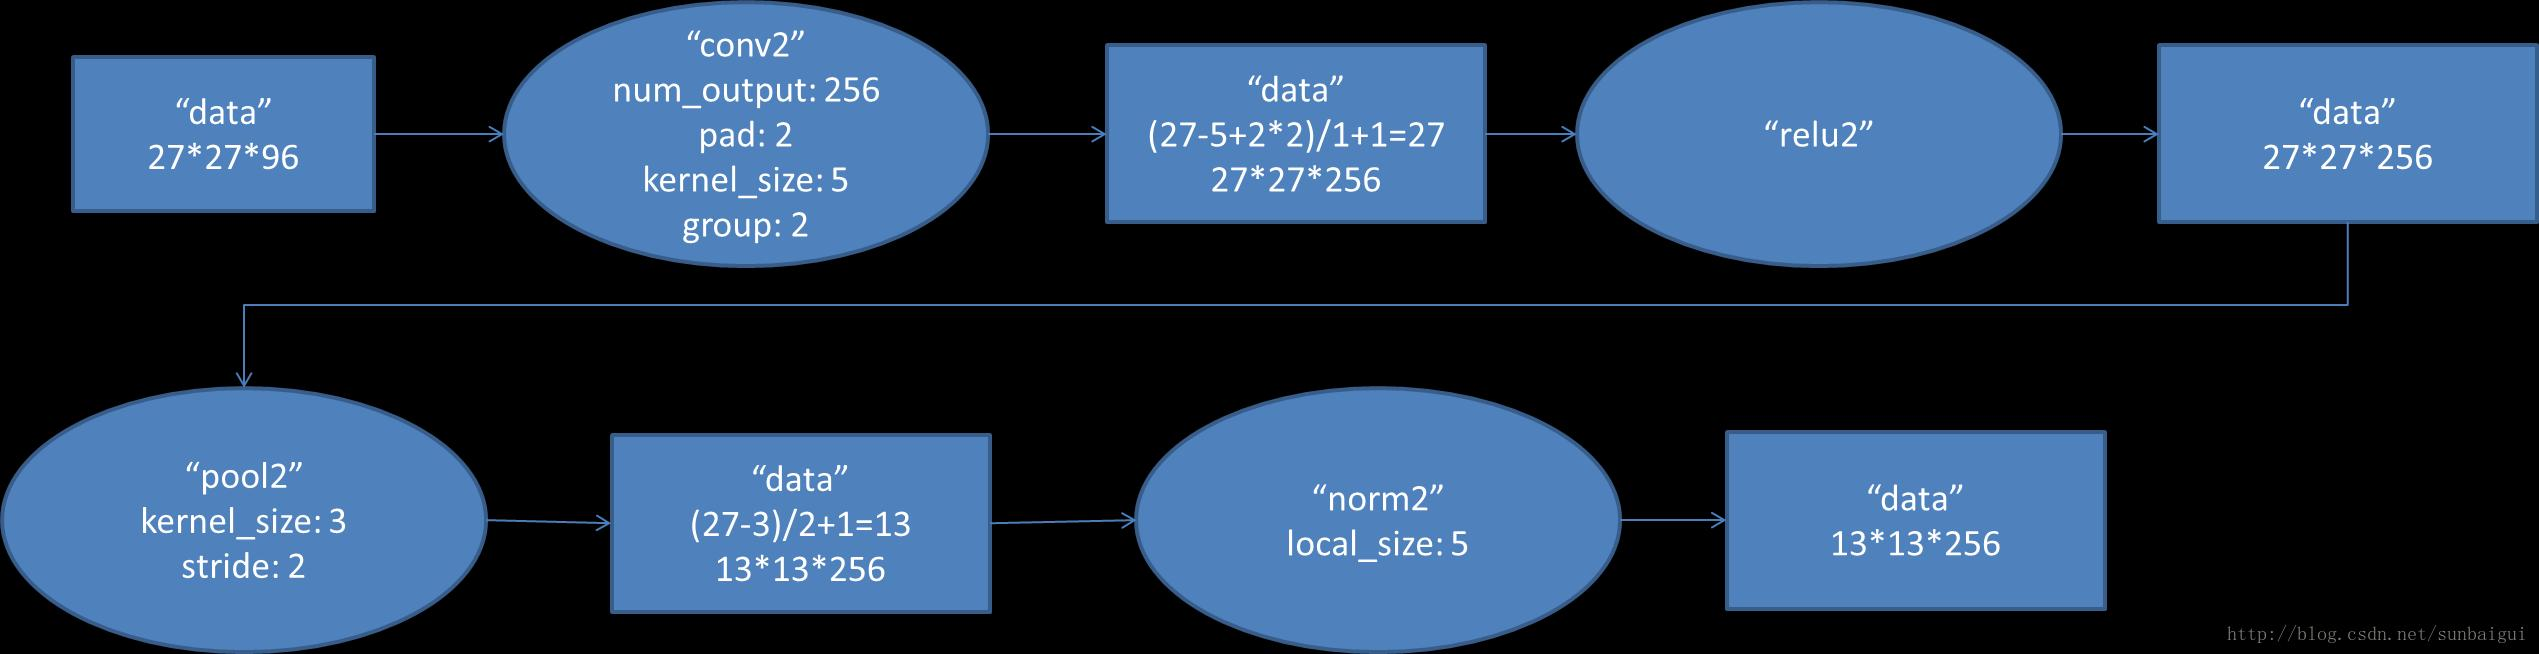 “data”
27*27*96
“conv2”
num_output: 256
pad: 2
kernel_size: 5
group: 2
“data”
(27-5+2*2)/1+1=27
27*27*256
“relu2”
“data”
27*27*256
“pool2”
kernel_size: 3
stride: 2
“data”
(27-3)/2+1=13
13*13*256
“norm2”
local_size: 5
“data”
13*13*256
http://blog.csdn.net/sunbaigui